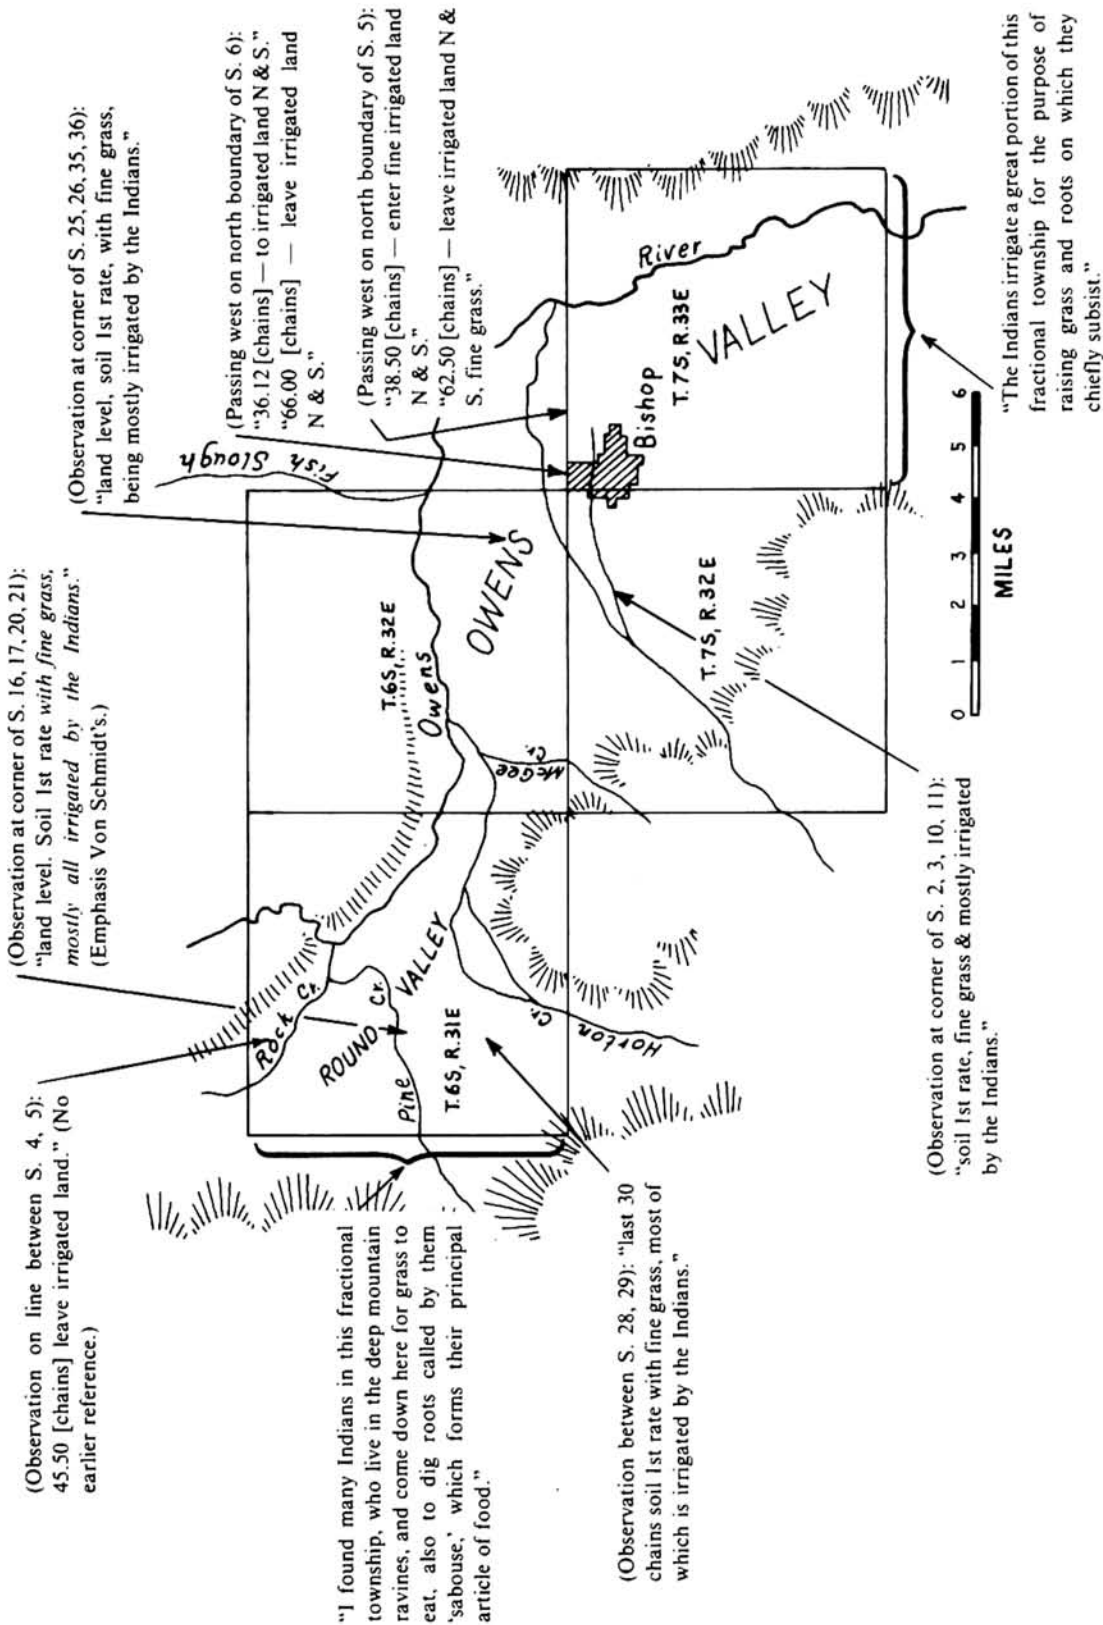 (Observation on line between S. 4, 5):
45.50 [chains] leave irrigated land." (No
earlier reference.)
(Observation at corner of S. 16, 17, 20, 21):
"land level. Soil 1st rate with fine grass,
mostly all irrigated by the Indians."
(Emphasis Von Schmidt's.)
(Observation at corner of S. 25, 26, 35, 36):
"land level, soil 1st rate, with fine grass,
being mostly irrigated by the Indians."
(Passing west on north boundary of S. 6):
"36.12 [chains] — to irrigated land N & S."
"66.00 [chains] — leave irrigated land
N & S."
(Passing west on north boundary of S. 5):
"38.50 [chains] — enter fine irrigated land
N & S."
"62.50 [chains] — leave irrigated land N &
S, fine grass."
"I found many Indians in this fractional
township, who live in the deep mountain
ravines, and come down here for grass to
eat, also to dig roots called by them
'sabouse,' which forms their principal
article of food."
Rock Cr.
ROUND VALLEY
Pine Cr.
T.6S, R.31E
Horton Cr.
T.6S, R.32E
Owens
McGee Cr.
Fish Slough
OWENS
River
VALLEY
Bishop
T.7S, R.33E
T.7S, R.32E
(Observation between S. 28, 29): "last 30
chains soil 1st rate with fine grass, most of
which is irrigated by the Indians."
(Observation at corner of S. 2, 3, 10, 11):
"soil 1st rate, fine grass & mostly irrigated
by the Indians."
0 1 2 3 4 5 6
MILES
"The Indians irrigate a great portion of this
fractional township for the purpose of
raising grass and roots on which they
chiefly subsist."